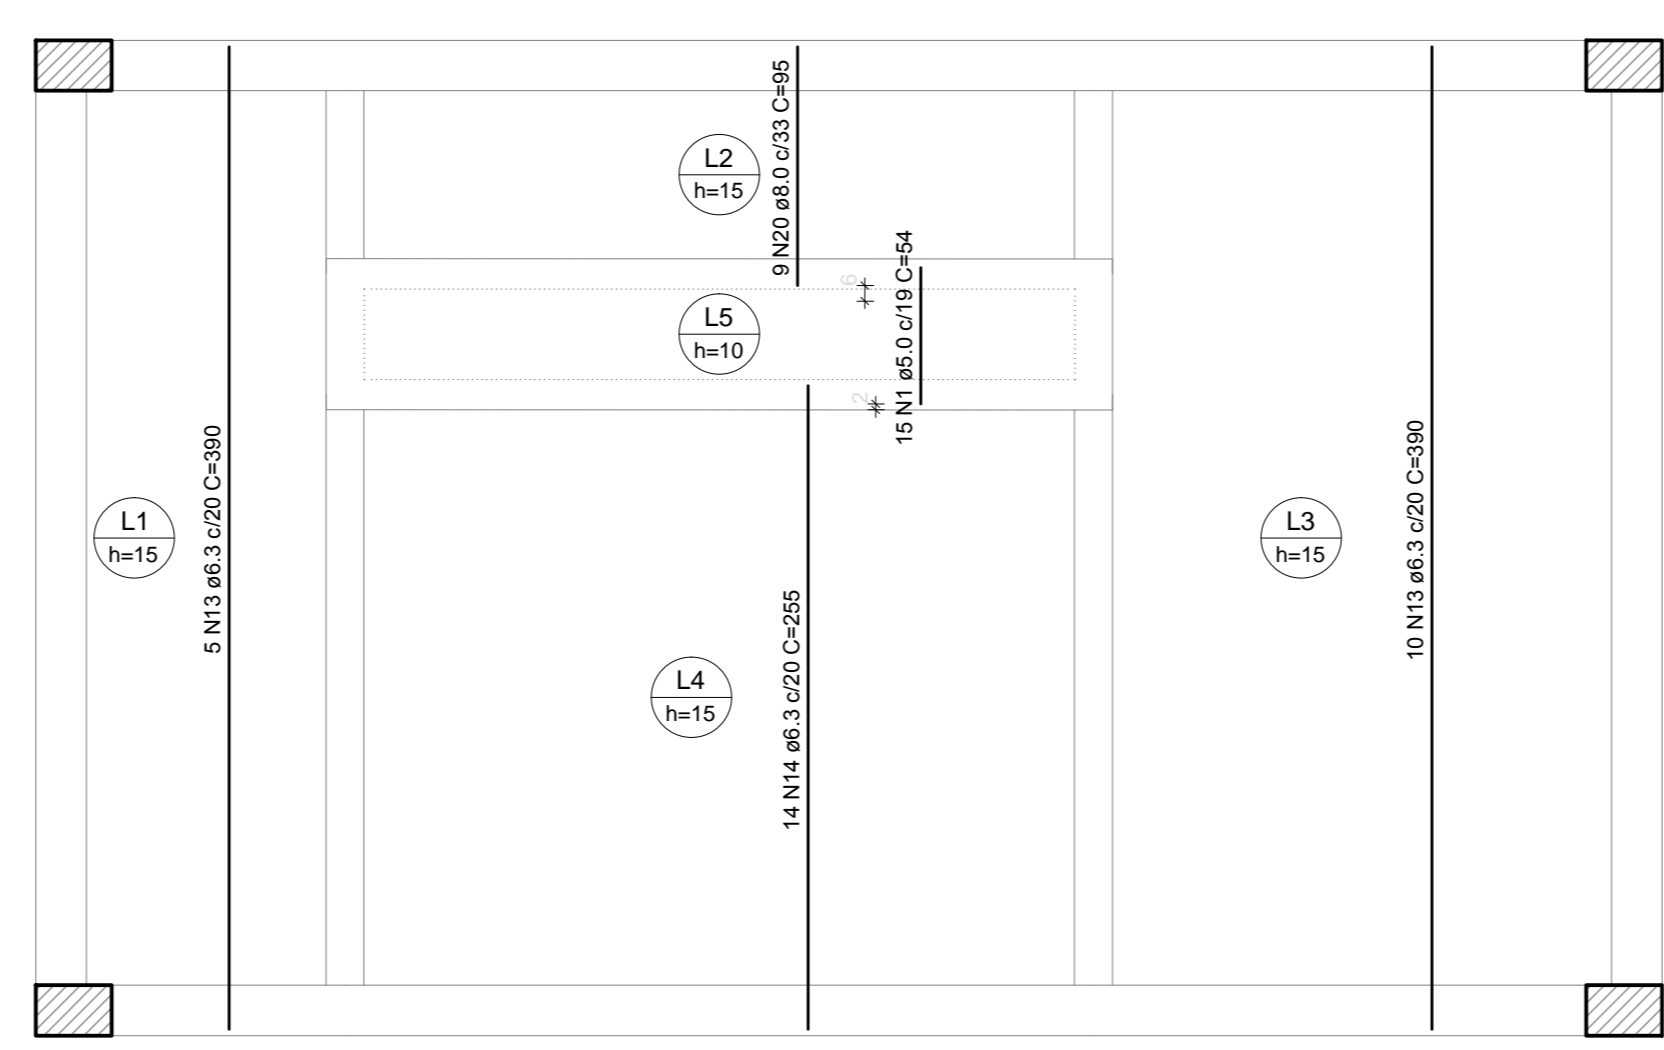 L2
h=15
9 N20 ø8.0 c/33 C=95
6
L5
h=10
15 N1 ø5.0 c/19 C=54
2
L1
h=15
5 N13 ø6.3 c/20 C=390
L3
h=15
10 N13 ø6.3 c/20 C=390
L4
h=15
14 N14 ø6.3 c/20 C=255